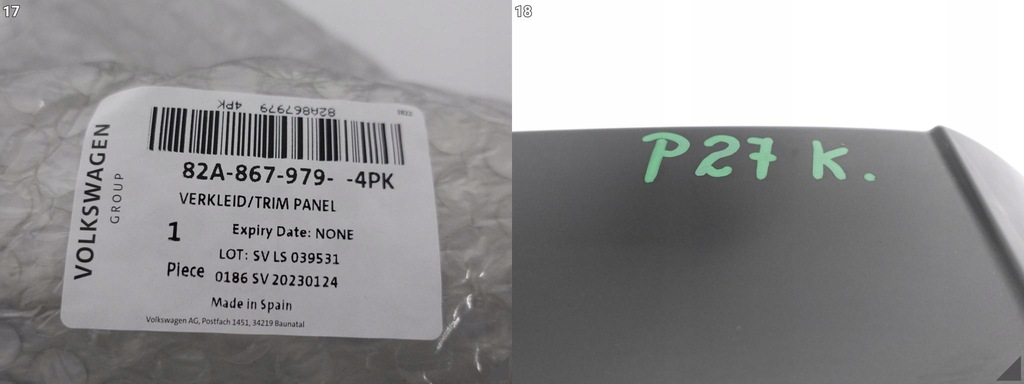 17
82A867979 4PK
VOLKSWAGEN
GROUP
82A-867-979- -4PK
VERKLEID/TRIM PANEL
1
Expiry Date: NONE
LOT: SV LS 039531
Piece
0186 SV 20230124
Made in Spain
Volkswagen AG, Postfach 1451, 34219 Baunatal
18
P27 K.